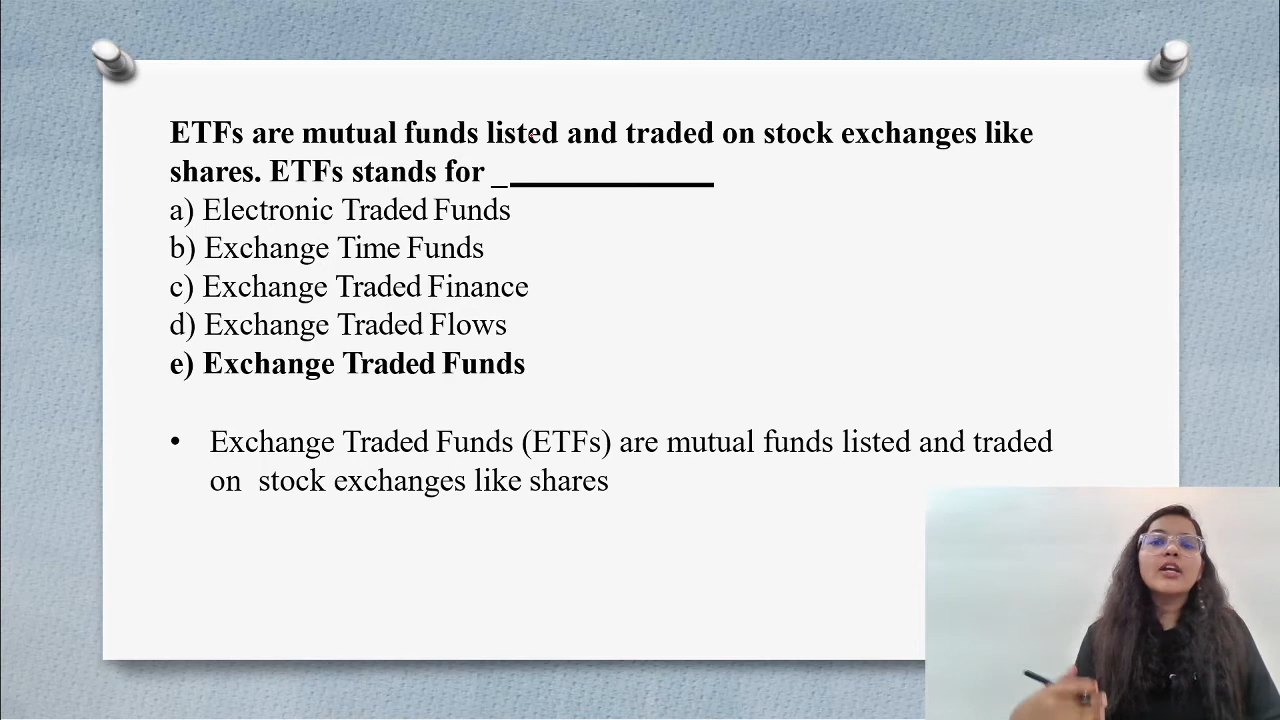 ETFs are mutual funds listed and traded on stock exchanges like
shares. ETFs stands for _____________
a) Electronic Traded Funds
b) Exchange Time Funds
c) Exchange Traded Finance
d) Exchange Traded Flows
e) Exchange Traded Funds
• Exchange Traded Funds (ETFs) are mutual funds listed and traded
on stock exchanges like shares